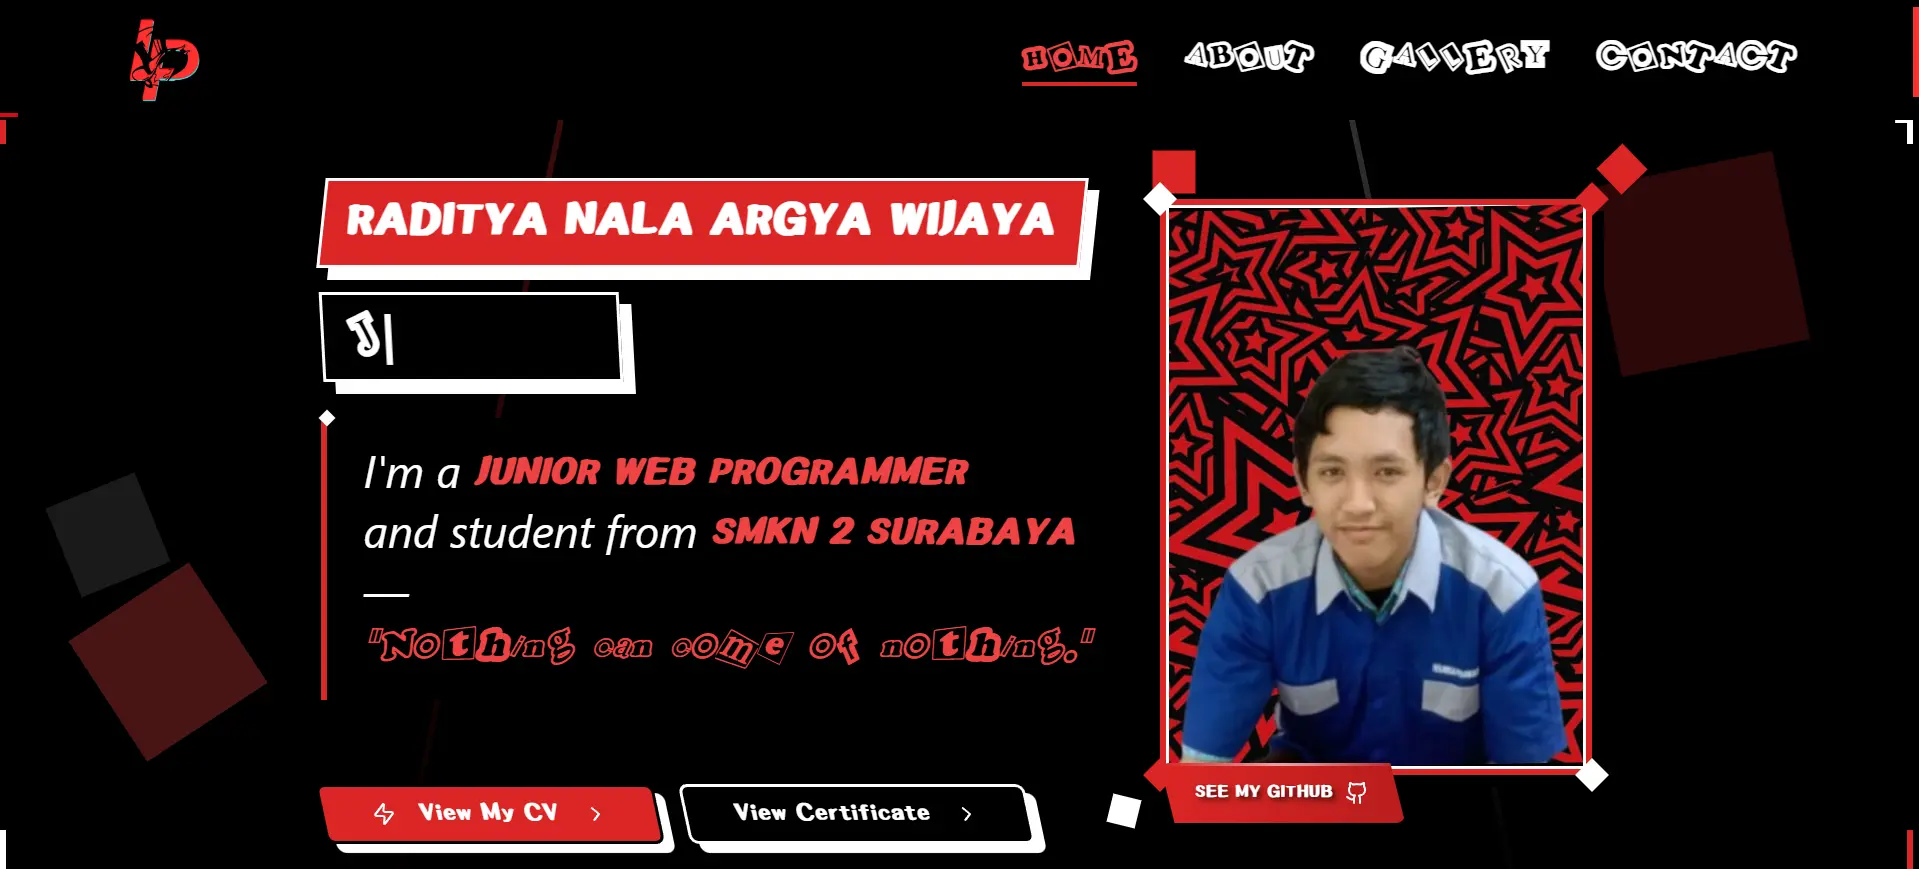 HOME ABOUT GALLERY CONTACT
RADITYA NALA ARGYA WIJAYA
J|
I'm a JUNIOR WEB PROGRAMMER
and student from SMKN 2 SURABAYA
—
"Nothing can come of nothing."
View My CV
View Certificate
SEE MY GITHUB